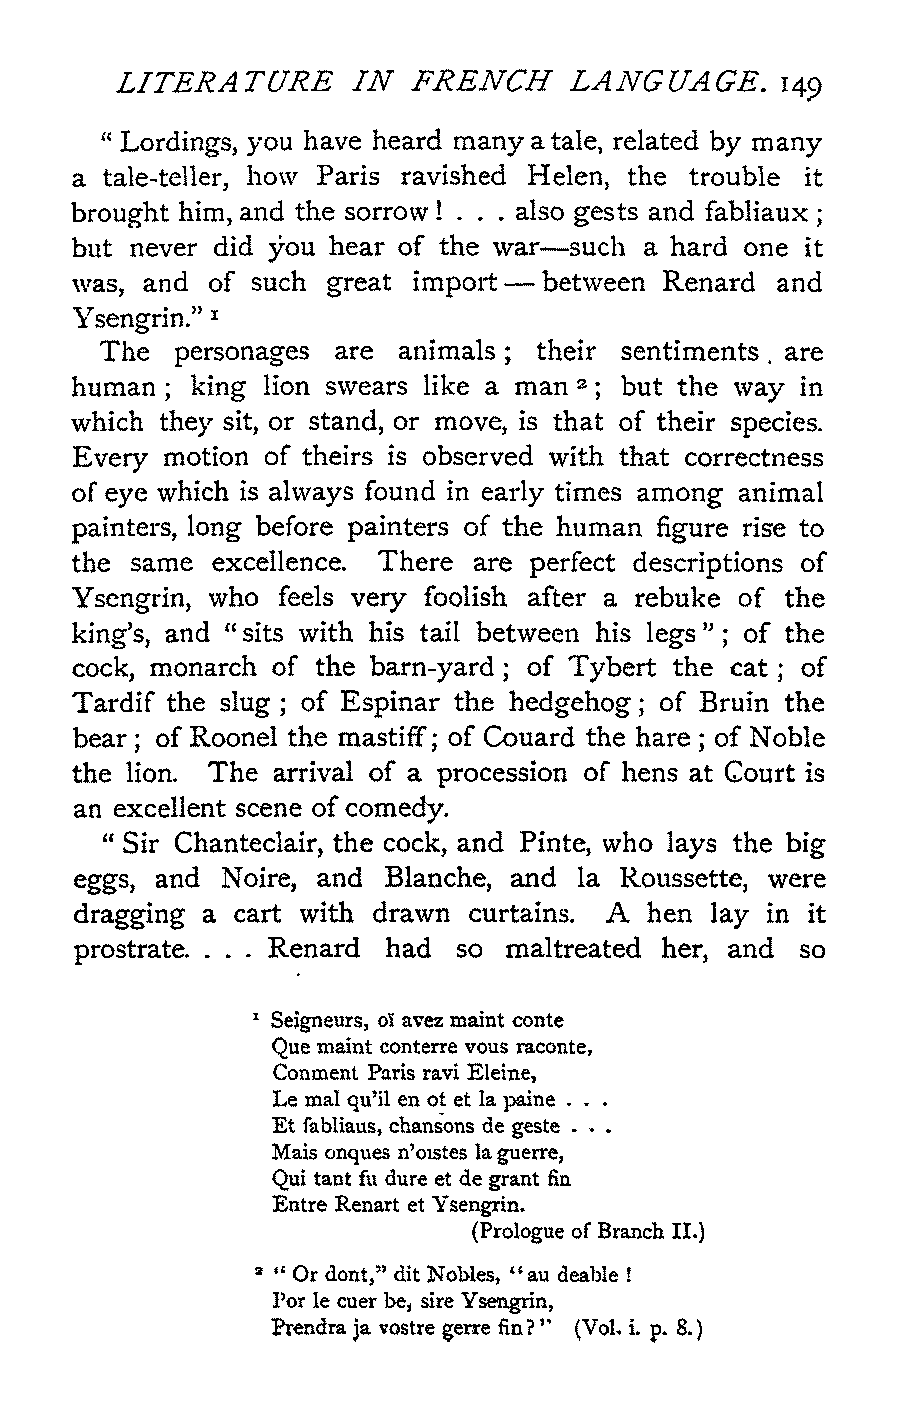 LITERATURE IN FRENCH LANGUAGE. 149
“ Lordings, you have heard many a tale, related by many
a tale-teller, how Paris ravished Helen, the trouble it
brought him, and the sorrow ! . . . also gests and fabliaux ;
but never did you hear of the war—such a hard one it
was, and of such great import — between Renard and
Ysengrin.” 1
The personages are animals ; their sentiments . are
human ; king lion swears like a man 2 ; but the way in
which they sit, or stand, or move, is that of their species.
Every motion of theirs is observed with that correctness
of eye which is always found in early times among animal
painters, long before painters of the human figure rise to
the same excellence. There are perfect descriptions of
Ysengrin, who feels very foolish after a rebuke of the
king’s, and “sits with his tail between his legs” ; of the
cock, monarch of the barn-yard ; of Tybert the cat ; of
Tardif the slug ; of Espinar the hedgehog ; of Bruin the
bear ; of Roonel the mastiff ; of Couard the hare ; of Noble
the lion. The arrival of a procession of hens at Court is
an excellent scene of comedy.
“ Sir Chanteclair, the cock, and Pinte, who lays the big
eggs, and Noire, and Blanche, and la Roussette, were
dragging a cart with drawn curtains. A hen lay in it
prostrate. . . . Renard had so maltreated her, and so
1 Seigneurs, oï avez maint conte
Que maint conterre vous raconte,
Conment Paris ravi Eleine,
Le mal qu’il en ot et la paine . . .
Et fabliaus, chansons de geste . . .
Mais onques n’oïstes la guerre,
Qui tant fu dure et de grant fin
Entre Renart et Ysengrin.
(Prologue of Branch II.)
2 “ Or dont,” dit Nobles, “au deable !
Por le cuer be, sire Ysengrin,
Prendra ja vostre gerre fin ? ” (Vol. i. p. 8.)